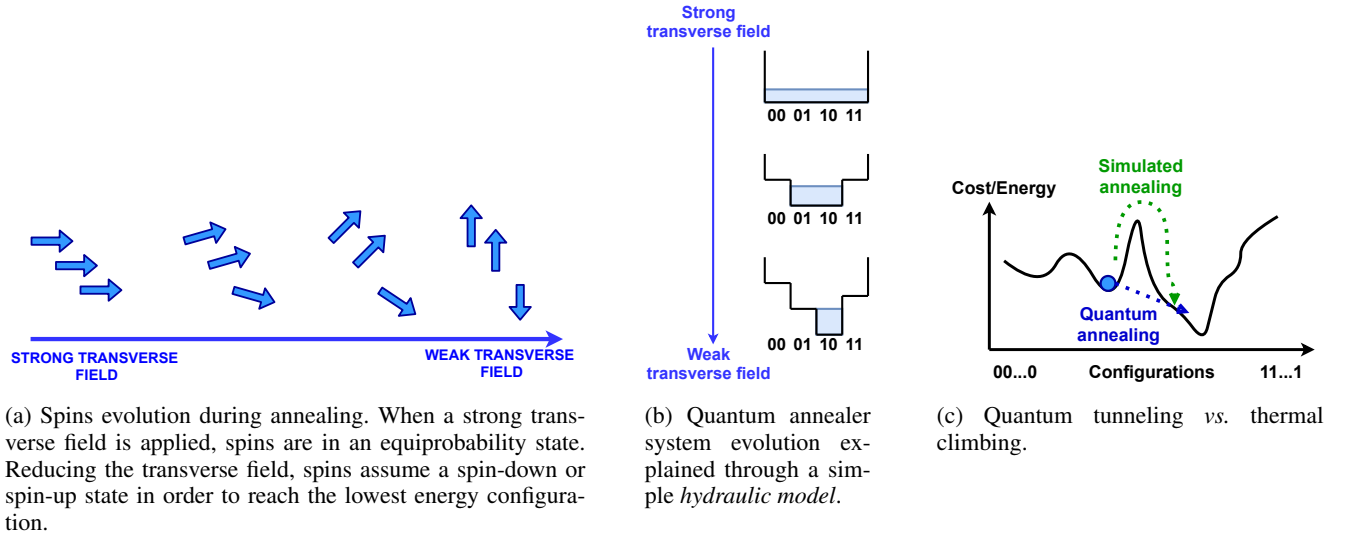 STRONG TRANSVERSE
FIELD
WEAK TRANSVERSE
FIELD
(a) Spins evolution during annealing. When a strong trans-
verse field is applied, spins are in an equiprobability state.
Reducing the transverse field, spins assume a spin-down or
spin-up state in order to reach the lowest energy configura-
tion.
Strong
transverse field
00 01 10 11
00 01 10 11
00 01 10 11
Weak
transverse field
(b) Quantum annealer
system evolution ex-
plained through a sim-
ple hydraulic model.
Simulated
annealing
Cost/Energy
Quantum
annealing
00...0 Configurations 11...1
(c) Quantum tunneling vs. thermal
climbing.